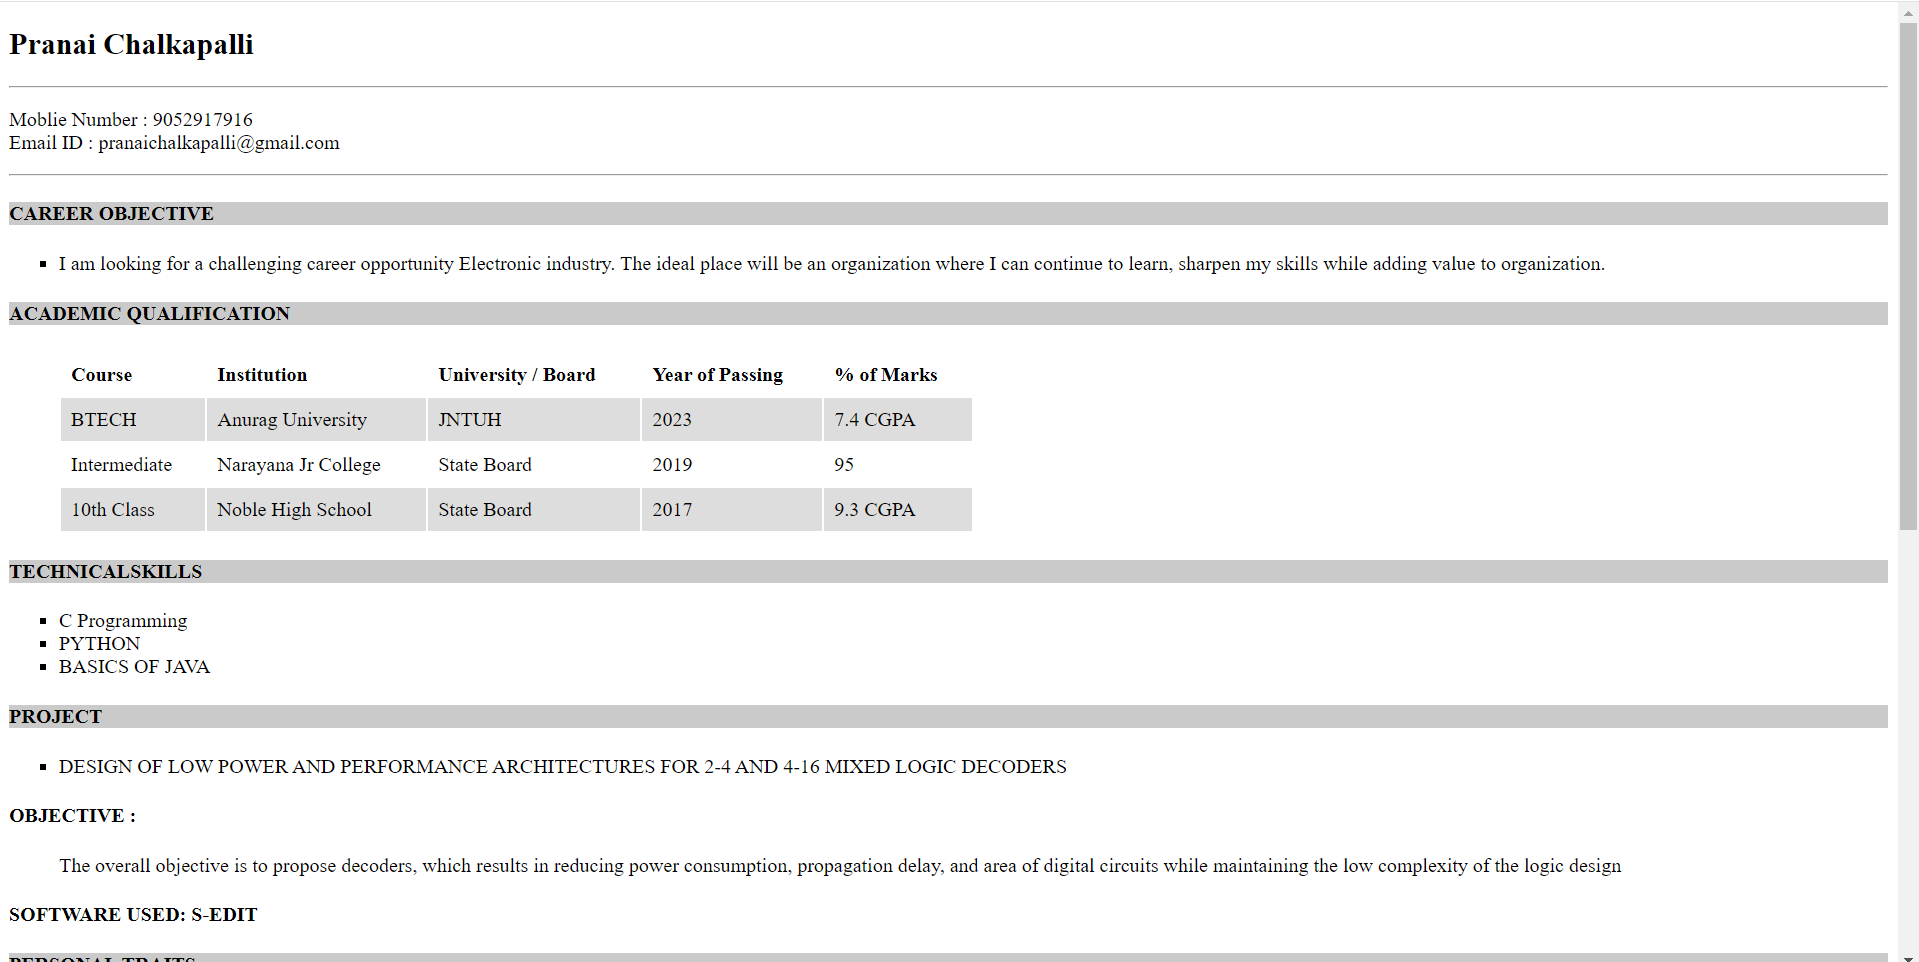 Pranai Chalkapalli
Moblie Number : 9052917916
Email ID : pranaichalkapalli@gmail.com
CAREER OBJECTIVE
I am looking for a challenging career opportunity Electronic industry. The ideal place will be an organization where I can continue to learn, sharpen my skills while adding value to organization.
ACADEMIC QUALIFICATION
Course Institution University / Board Year of Passing % of Marks
BTECH Anurag University JNTUH 2023 7.4 CGPA
Intermediate Narayana Jr College State Board 2019 95
10th Class Noble High School State Board 2017 9.3 CGPA
TECHNICALSKILLS
C Programming
PYTHON
BASICS OF JAVA
PROJECT
DESIGN OF LOW POWER AND PERFORMANCE ARCHITECTURES FOR 2-4 AND 4-16 MIXED LOGIC DECODERS
OBJECTIVE :
The overall objective is to propose decoders, which results in reducing power consumption, propagation delay, and area of digital circuits while maintaining the low complexity of the logic design
SOFTWARE USED: S-EDIT
PERSONAL TRAITS